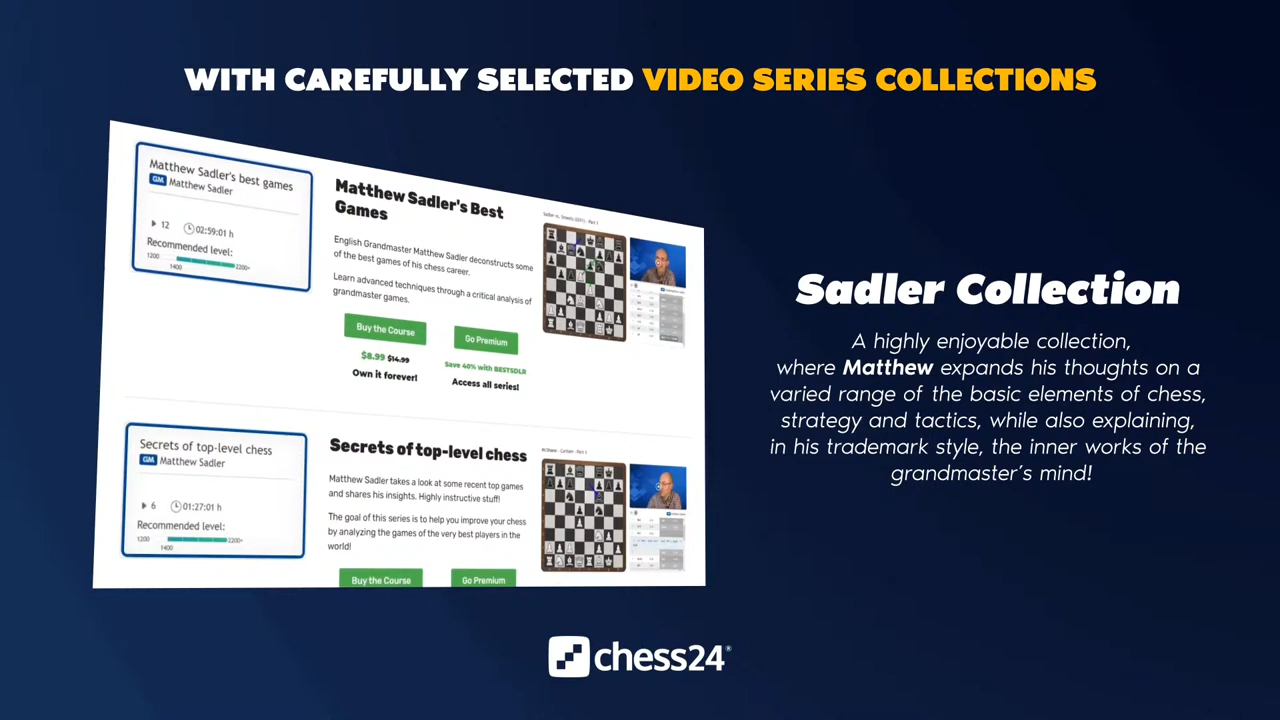 WITH CAREFULLY SELECTED VIDEO SERIES COLLECTIONS
Matthew Sadler's best games
GM Matthew Sadler
12 02:59:01 h
Recommended level:
1200 2200+
1400
Matthew Sadler's Best
Games
English Grandmaster Matthew Sadler deconstructs some
of the best games of his chess career.
Learn advanced techniques through a critical analysis of
grandmaster games.
Buy the Course
Go Premium
$8.99 $14.99
Save 40% with BESTSDLR
Own it forever!
Access all series!
Secrets of top-level chess
GM Matthew Sadler
6 01:27:01 h
Recommended level:
1200 2200+
1400
Secrets of top-level chess
Matthew Sadler takes a look at some recent top games
and shares his insights. Highly instructive stuff!
The goal of this series is to help you improve your chess
by analyzing the games of the very best players in the
world!
Buy the Course
Go Premium
Sadler Collection
A highly enjoyable collection,
where Matthew expands his thoughts on a
varied range of the basic elements of chess,
strategy and tactics, while also explaining,
in his trademark style, the inner works of the
grandmaster's mind!
chess24®